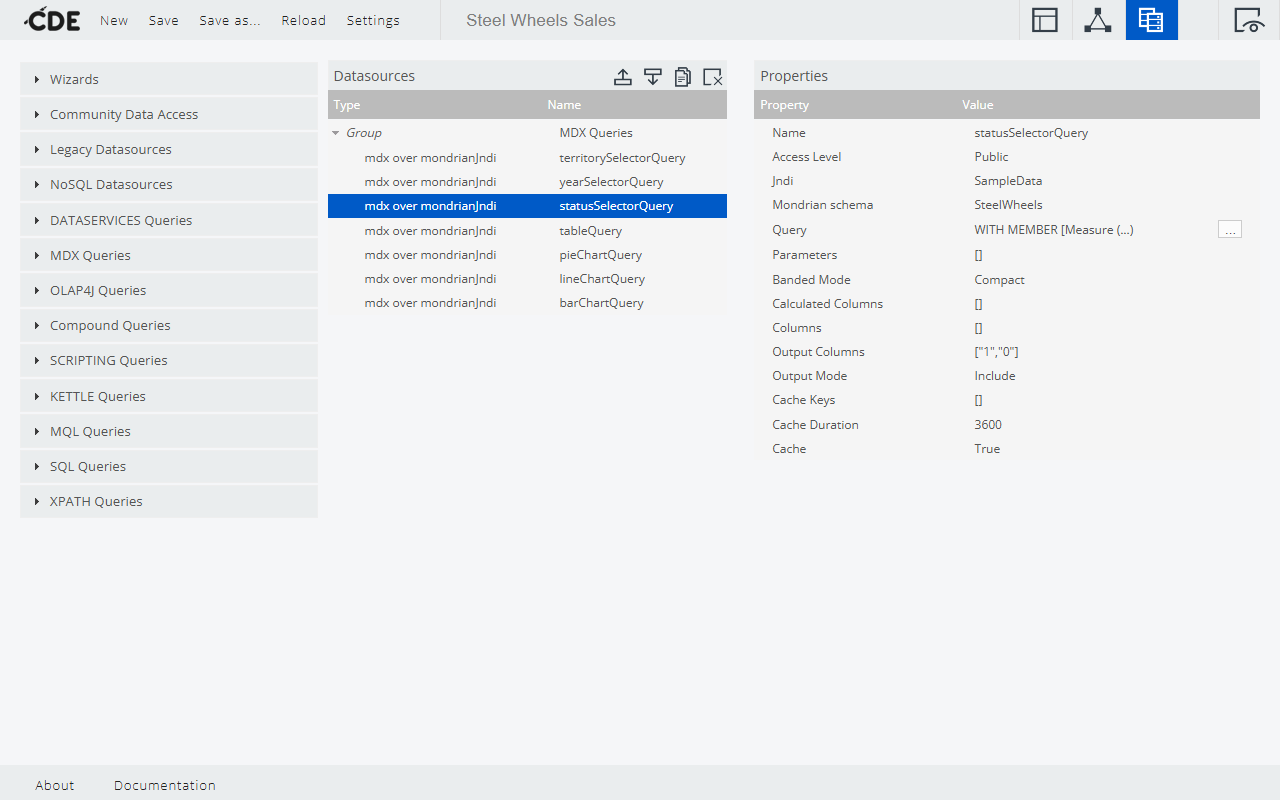 CDE New Save Save as... Reload Settings Steel Wheels Sales
Wizards
Community Data Access
Legacy Datasources
NoSQL Datasources
DATASERVICES Queries
MDX Queries
OLAP4J Queries
Compound Queries
SCRIPTING Queries
KETTLE Queries
MQL Queries
SQL Queries
XPATH Queries
Datasources
Type Name
Group MDX Queries
mdx over mondrianJndi territorySelectorQuery
mdx over mondrianJndi yearSelectorQuery
mdx over mondrianJndi statusSelectorQuery
mdx over mondrianJndi tableQuery
mdx over mondrianJndi pieChartQuery
mdx over mondrianJndi lineChartQuery
mdx over mondrianJndi barChartQuery
Properties
Property Value
Name statusSelectorQuery
Access Level Public
Jndi SampleData
Mondrian schema SteelWheels
Query WITH MEMBER [Measure (...) ...
Parameters []
Banded Mode Compact
Calculated Columns []
Columns []
Output Columns ["1","0"]
Output Mode Include
Cache Keys []
Cache Duration 3600
Cache True
About Documentation